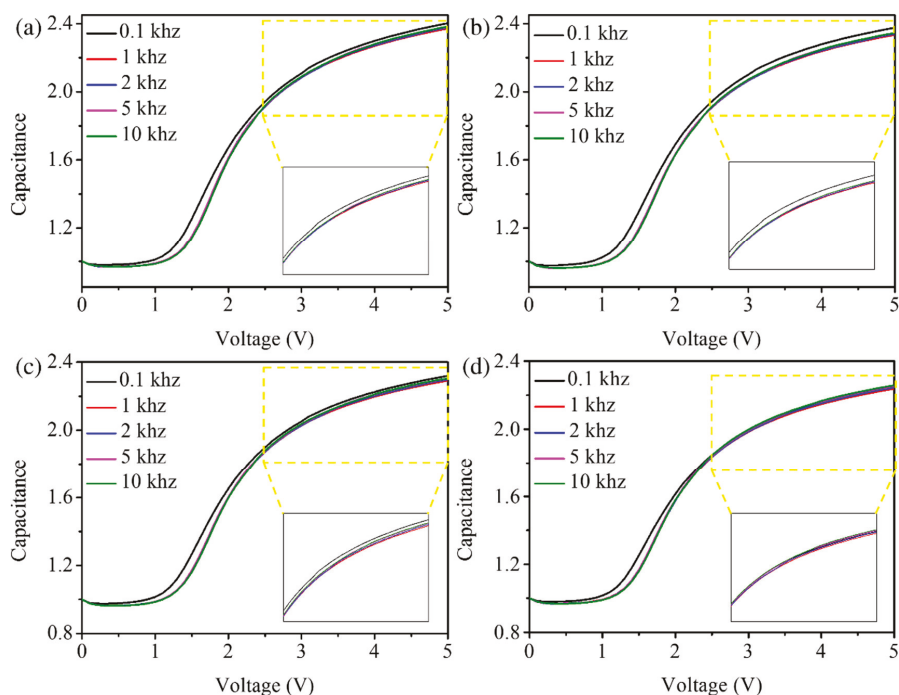 (a)
2.4
2.0
1.6
1.2
Capacitance
0.1 khz
1 khz
2 khz
5 khz
10 khz
0 1 2 3 4 5
Voltage (V)
(b)
2.4
2.0
1.6
1.2
Capacitance
0.1 khz
1 khz
2 khz
5 khz
10 khz
0 1 2 3 4 5
Voltage (V)
(c)
2.4
2.0
1.6
1.2
0.8
Capacitance
0.1 khz
1 khz
2 khz
5 khz
10 khz
0 1 2 3 4 5
Voltage (V)
(d)
2.4
2.0
1.6
1.2
0.8
Capacitance
0.1 khz
1 khz
2 khz
5 khz
10 khz
0 1 2 3 4 5
Voltage (V)